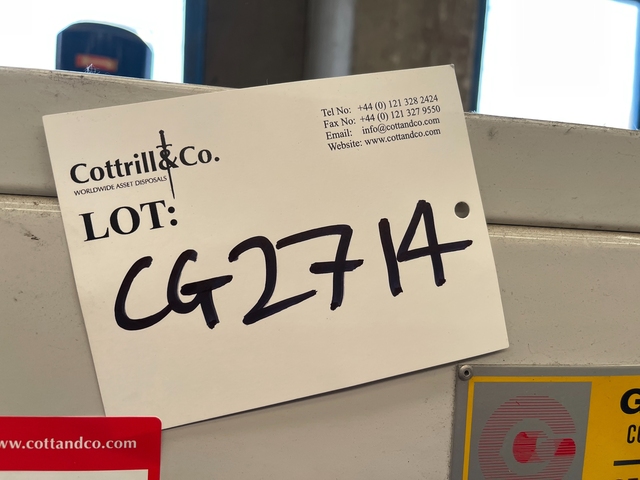 Tel No: +44 (0) 121 328 2424
Fax No: +44 (0) 121 327 9550
Email: info@cottandco.com
Website: www.cottandco.com
Cottrill&Co.
WORLDWIDE ASSET DISPOSALS
LOT:
CG2714
www.cottandco.com